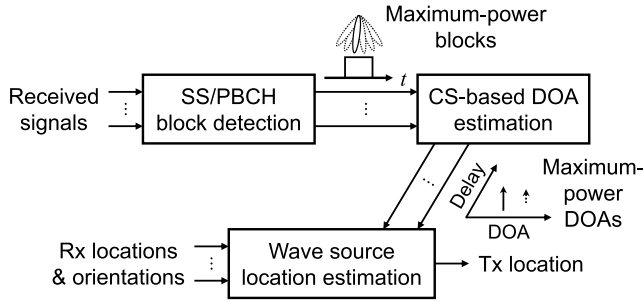 Maximum-power
blocks
t
Received
signals
SS/PBCH
block detection
CS-based DOA
estimation
Delay
DOA
Maximum-
power
DOAs
Rx locations
& orientations
Wave source
location estimation
Tx location